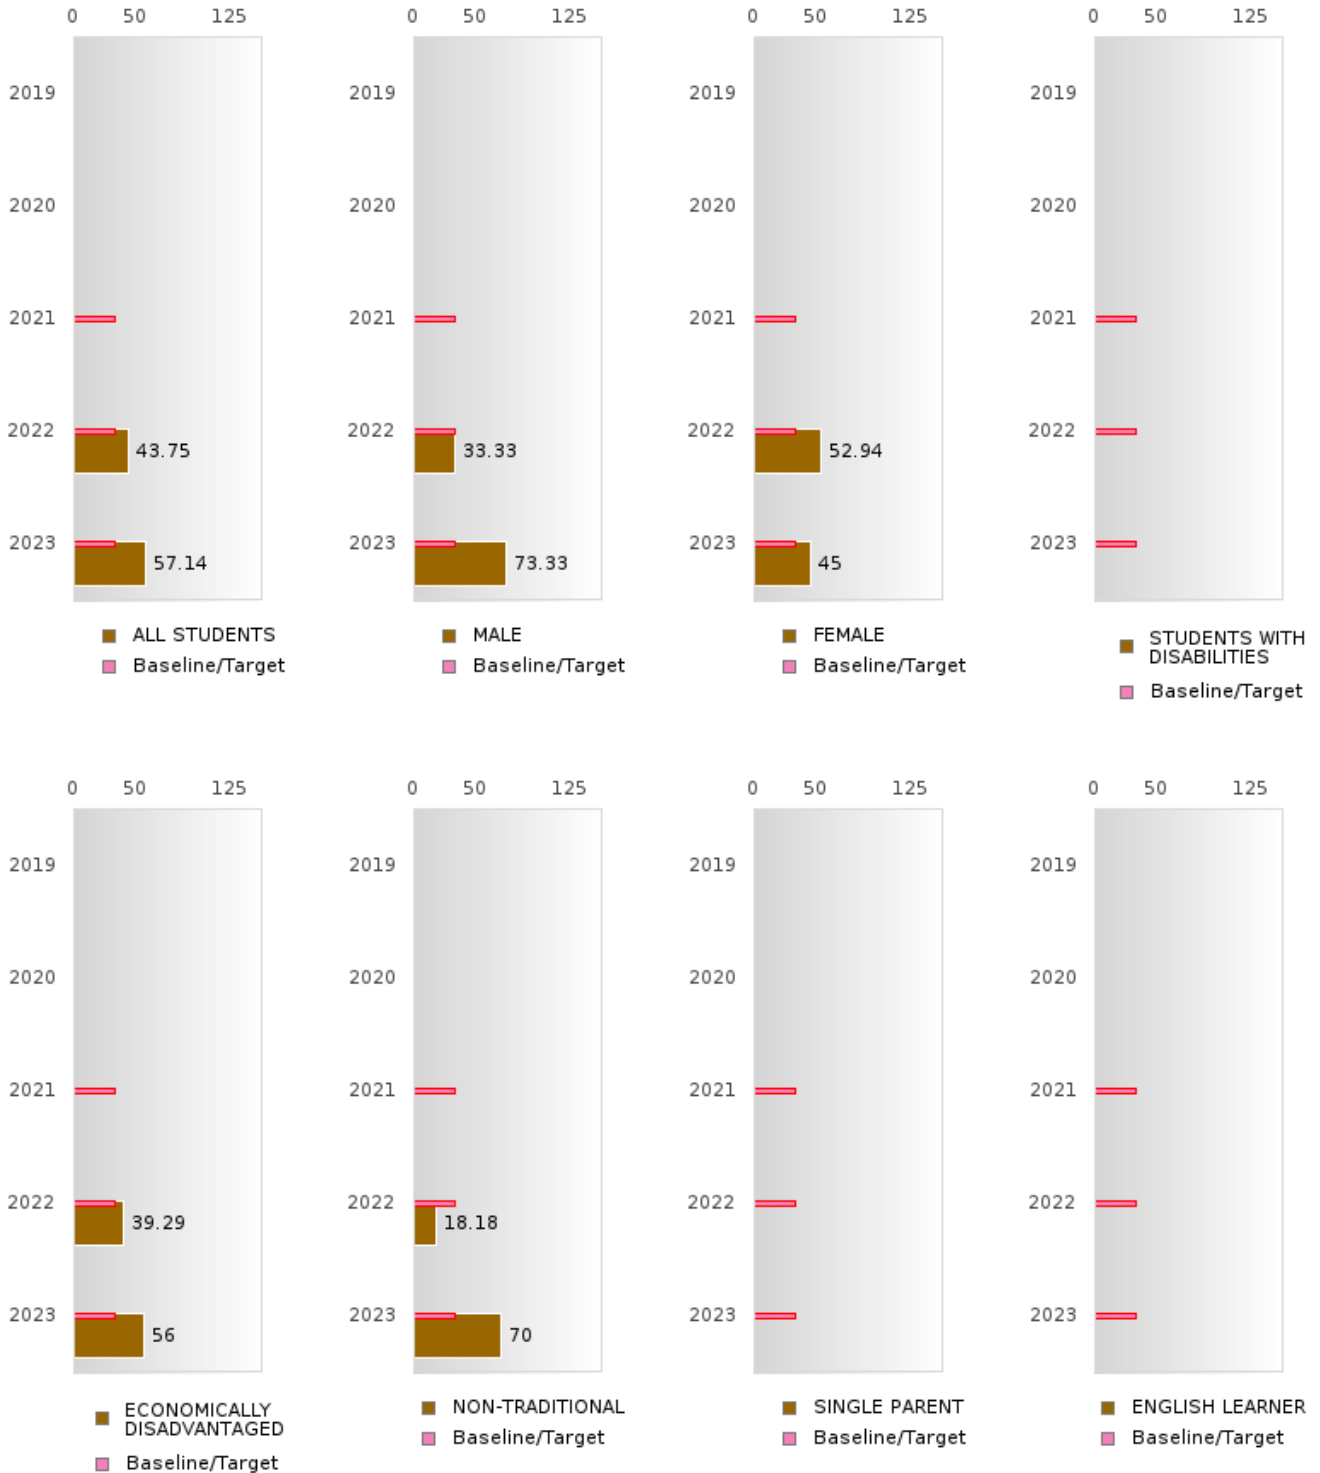 0 50 125
2019
2020
2021
2022
43.75
2023
57.14
ALL STUDENTS
Baseline/Target
0 50 125
2019
2020
2021
2022
33.33
2023
73.33
MALE
Baseline/Target
0 50 125
2019
2020
2021
2022
52.94
2023
45
FEMALE
Baseline/Target
0 50 125
2019
2020
2021
2022
2023
STUDENTS WITH
DISABILITIES
Baseline/Target
0 50 125
2019
2020
2021
2022
39.29
2023
56
ECONOMICALLY
DISADVANTAGED
Baseline/Target
0 50 125
2019
2020
2021
2022
18.18
2023
70
NON-TRADITIONAL
Baseline/Target
0 50 125
2019
2020
2021
2022
2023
SINGLE PARENT
Baseline/Target
0 50 125
2019
2020
2021
2022
2023
ENGLISH LEARNER
Baseline/Target